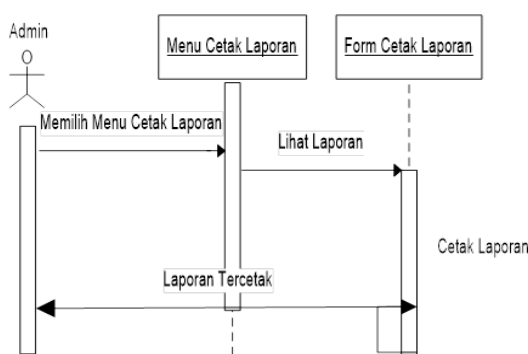 Admin
Menu Cetak Laporan
Form Cetak Laporan
Memilih Menu Cetak Laporan
Lihat Laporan
Cetak Laporan
Laporan Tercetak